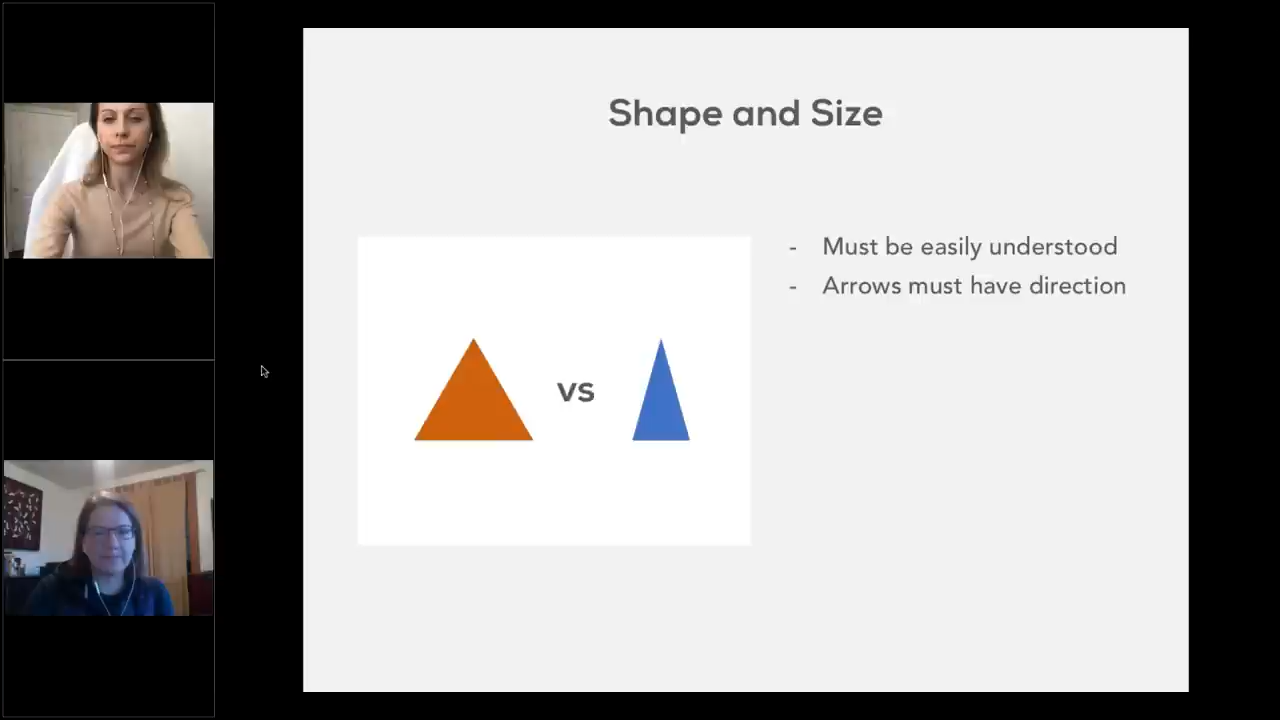 Shape and Size
- Must be easily understood
- Arrows must have direction
vs